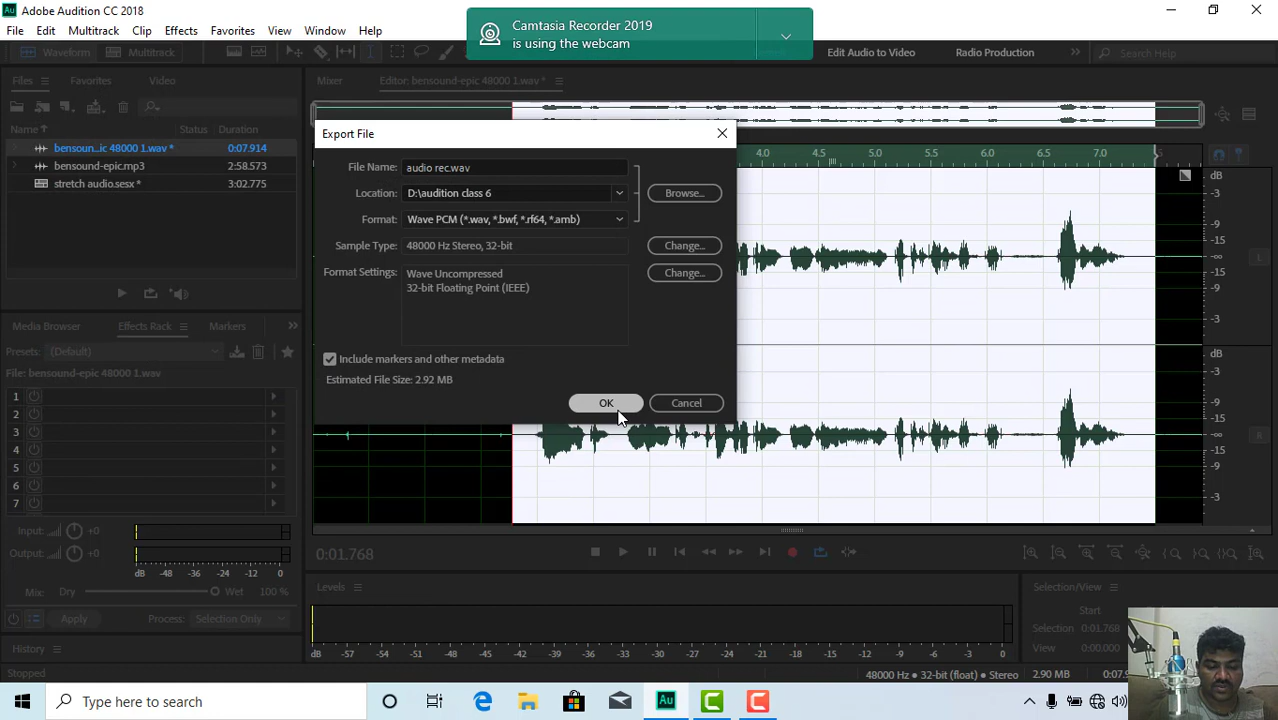 Au Adobe Audition CC 2018
Camtasia Recorder 2019
is using the webcam
File Edit Multitrack Clip Effects Favorites View Window Help
Waveform Multitrack Edit Audio to Video Radio Production Search Help
Files Favorites Video Mixer Editor: bensound-epic 48000 1.wav *
Name Status Duration
bensoun...ic 48000 1.wav * 0:07.914
bensound-epic.mp3 2:58.573
stretch audio.sesx * 3:02.775
Export File
File Name: audio rec.wav
Location: D:\audition class 6 Browse...
Format: Wave PCM (*.wav, *.bwf, *.rf64, *.amb)
Sample Type: 48000 Hz Stereo, 32-bit Change...
Format Settings: Wave Uncompressed Change...
32-bit Floating Point (IEEE)
Include markers and other metadata
Estimated File Size: 2.92 MB
OK Cancel
4.0 4.5 5.0 5.5 6.0 6.5 7.0
dB
-3
-9
-15
-∞ L
-15
-9
-3
dB
-3
-9
-15
-∞ R
-15
-9
-3
Media Browser Effects Rack Markers
Presets: (Default)
File: bensound-epic 48000 1.wav
1
2
3
4
5
6
7
Input: +0
Output: +0
dB -48 -36 -24 -12 0
Mix: Dry Wet 100 %
Apply Process: Selection Only
History
0:01.768
Levels
dB -57 -54 -51 -48 -45 -42 -39 -36 -33 -30 -27 -24 -21 -18 -15 -12 -9 -6 -3 0
Selection/View
Start
Selection 0:01.768
View 0:00.000
Stopped 48000 Hz • 32-bit (float) • Stereo 2.90 MB
Type here to search
Au